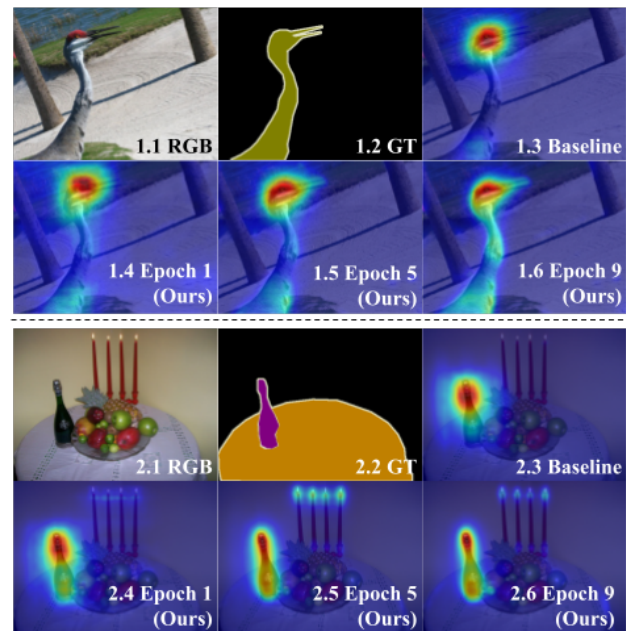 1.1 RGB
1.2 GT
1.3 Baseline
1.4 Epoch 1
(Ours)
1.5 Epoch 5
(Ours)
1.6 Epoch 9
(Ours)
2.1 RGB
2.2 GT
2.3 Baseline
2.4 Epoch 1
(Ours)
2.5 Epoch 5
(Ours)
2.6 Epoch 9
(Ours)